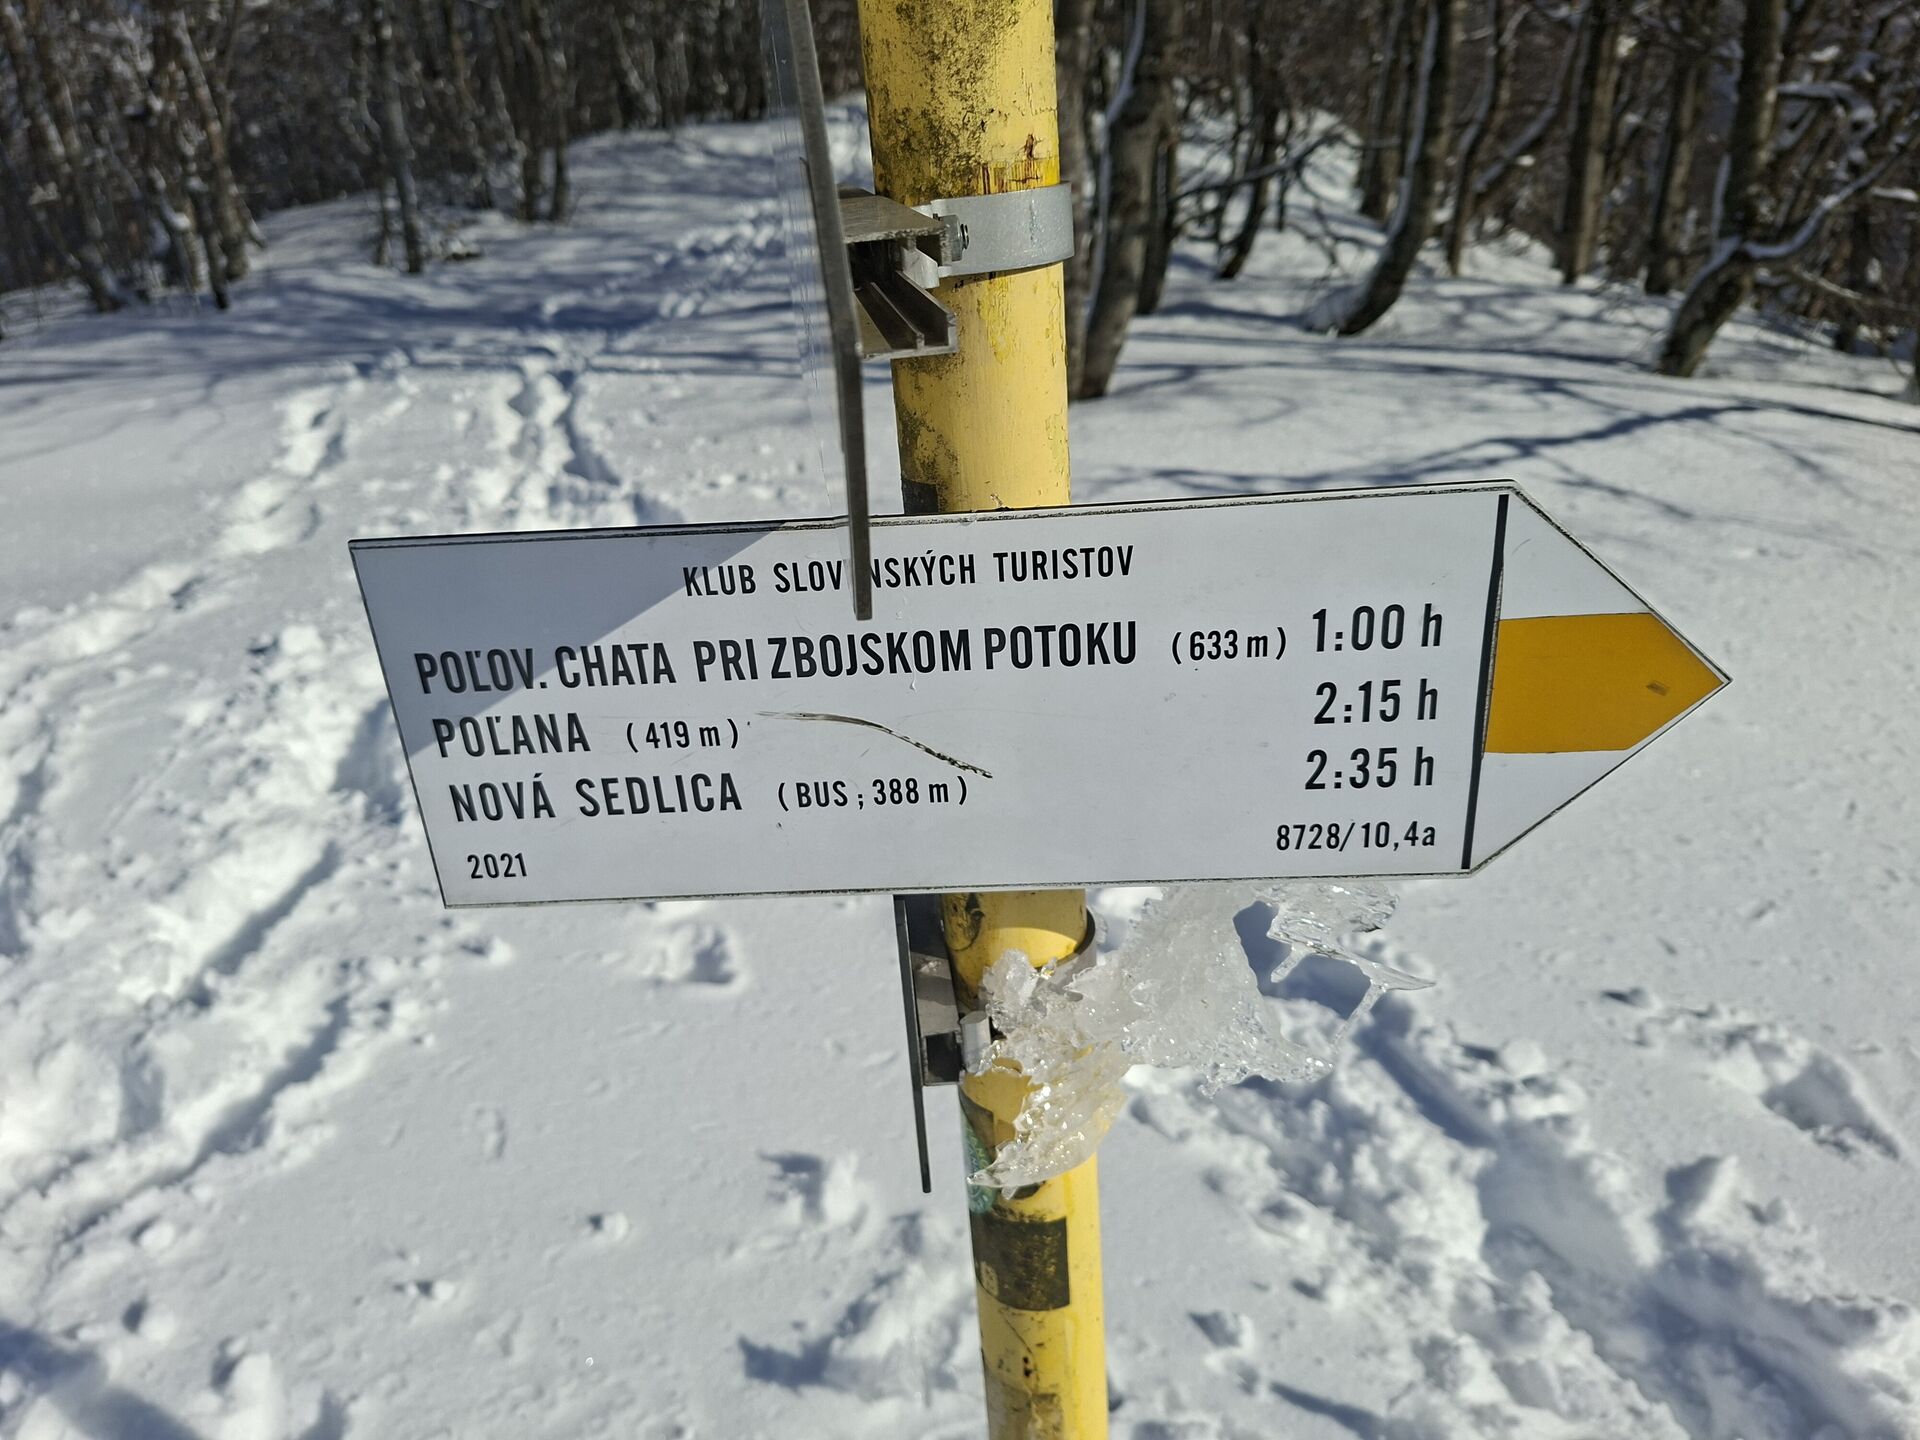 KLUB SLOVENSKÝCH TURISTOV
POĽOV. CHATA PRI ZBOJSKOM POTOKU (633 m) 1:00 h
POĽANA (419 m) 2:15 h
NOVÁ SEDLICA (BUS ; 388 m) 2:35 h
2021 8728/10,4a